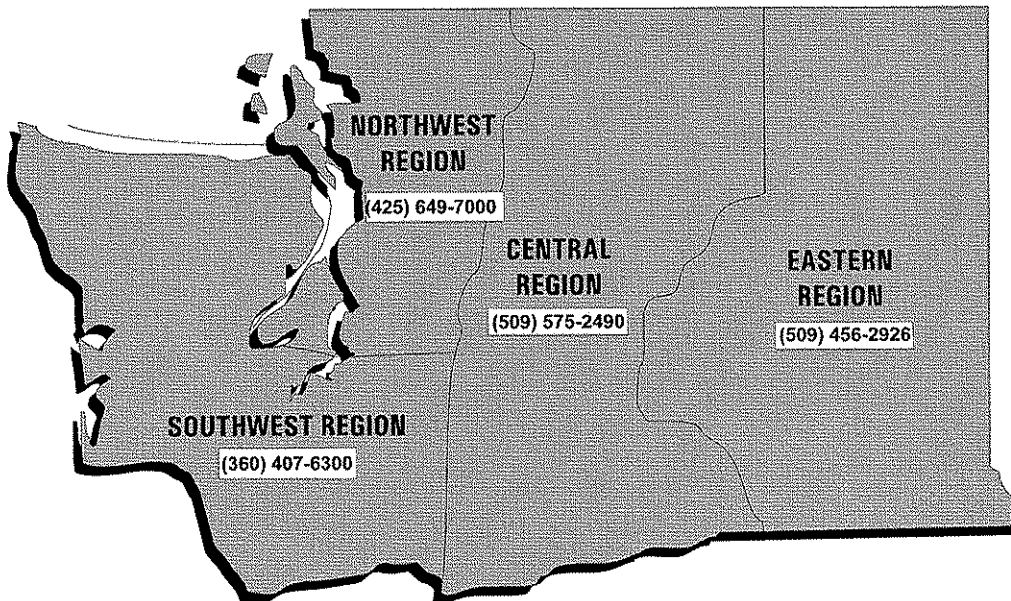 NORTHWEST
REGION
(425) 649-7000
CENTRAL
REGION
(509) 575-2490
EASTERN
REGION
(509) 456-2926
SOUTHWEST REGION
(360) 407-6300